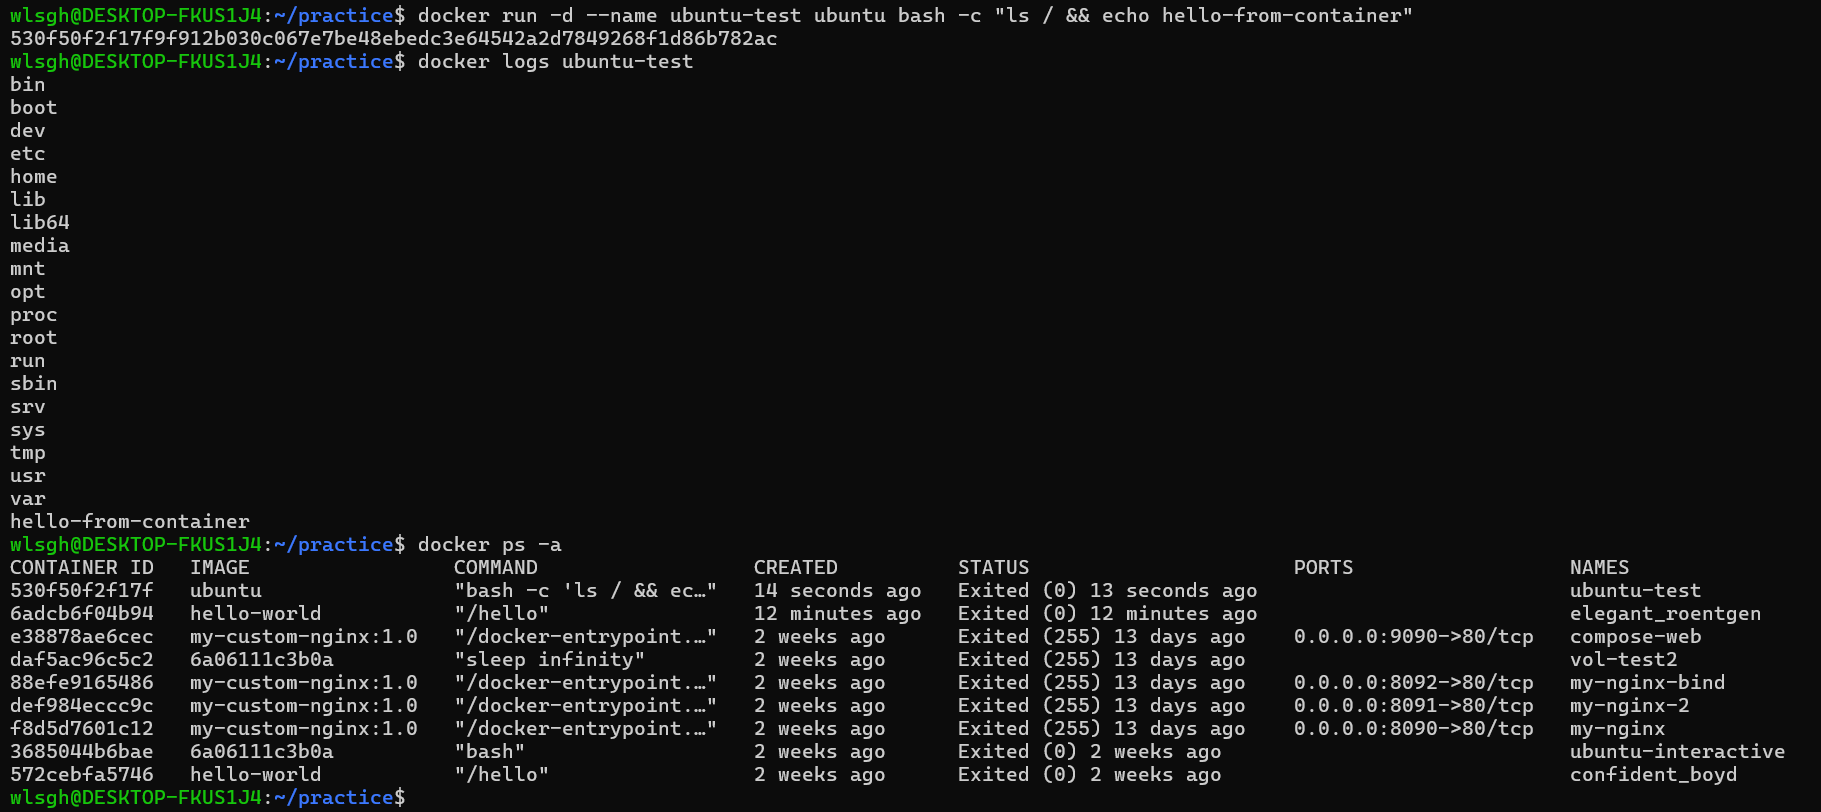 wlsgh@DESKTOP-FKUS1J4:~/practice$ docker run -d --name ubuntu-test ubuntu bash -c "ls / && echo hello-from-container"
530f50f2f17f9f912b030c067e7be48ebedc3e64542a2d7849268f1d86b782ac
wlsgh@DESKTOP-FKUS1J4:~/practice$ docker logs ubuntu-test
bin
boot
dev
etc
home
lib
lib64
media
mnt
opt
proc
root
run
sbin
srv
sys
tmp
usr
var
hello-from-container
wlsgh@DESKTOP-FKUS1J4:~/practice$ docker ps -a
CONTAINER ID   IMAGE                 COMMAND                  CREATED          STATUS                      PORTS                  NAMES
530f50f2f17f   ubuntu                "bash -c 'ls / && ec…"   14 seconds ago   Exited (0) 13 seconds ago                          ubuntu-test
6adcb6f04b94   hello-world           "/hello"                 12 minutes ago   Exited (0) 12 minutes ago                          elegant_roentgen
e38878ae6cec   my-custom-nginx:1.0   "/docker-entrypoint.…"   2 weeks ago      Exited (255) 13 days ago    0.0.0.0:9090->80/tcp   compose-web
daf5ac96c5c2   6a06111c3b0a          "sleep infinity"         2 weeks ago      Exited (255) 13 days ago                           vol-test2
88efe9165486   my-custom-nginx:1.0   "/docker-entrypoint.…"   2 weeks ago      Exited (255) 13 days ago    0.0.0.0:8092->80/tcp   my-nginx-bind
def984eccc9c   my-custom-nginx:1.0   "/docker-entrypoint.…"   2 weeks ago      Exited (255) 13 days ago    0.0.0.0:8091->80/tcp   my-nginx-2
f8d5d7601c12   my-custom-nginx:1.0   "/docker-entrypoint.…"   2 weeks ago      Exited (255) 13 days ago    0.0.0.0:8090->80/tcp   my-nginx
3685044b6bae   6a06111c3b0a          "bash"                   2 weeks ago      Exited (0) 2 weeks ago                             ubuntu-interactive
572cebfa5746   hello-world           "/hello"                 2 weeks ago      Exited (0) 2 weeks ago                             confident_boyd
wlsgh@DESKTOP-FKUS1J4:~/practice$